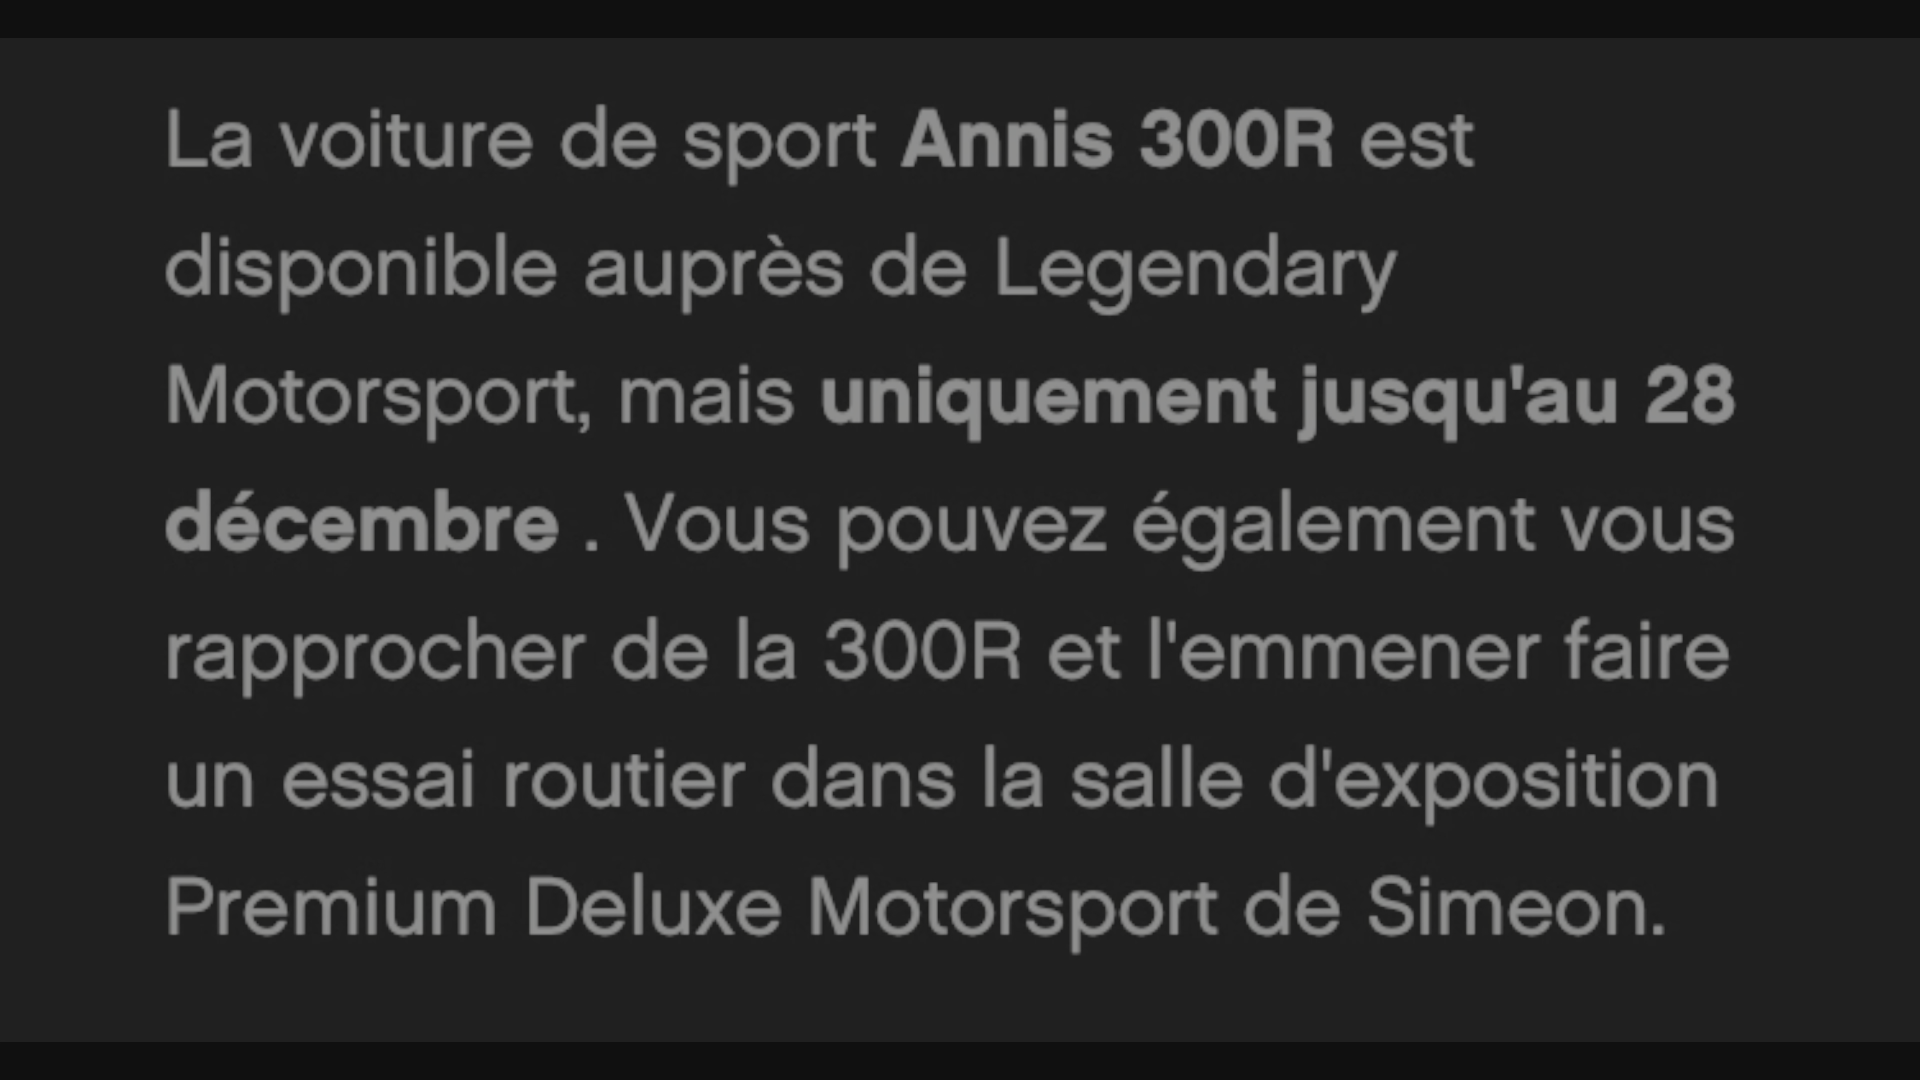 La voiture de sport Annis 300R est
disponible auprès de Legendary
Motorsport, mais uniquement jusqu'au 28
décembre . Vous pouvez également vous
rapprocher de la 300R et l'emmener faire
un essai routier dans la salle d'exposition
Premium Deluxe Motorsport de Simeon.